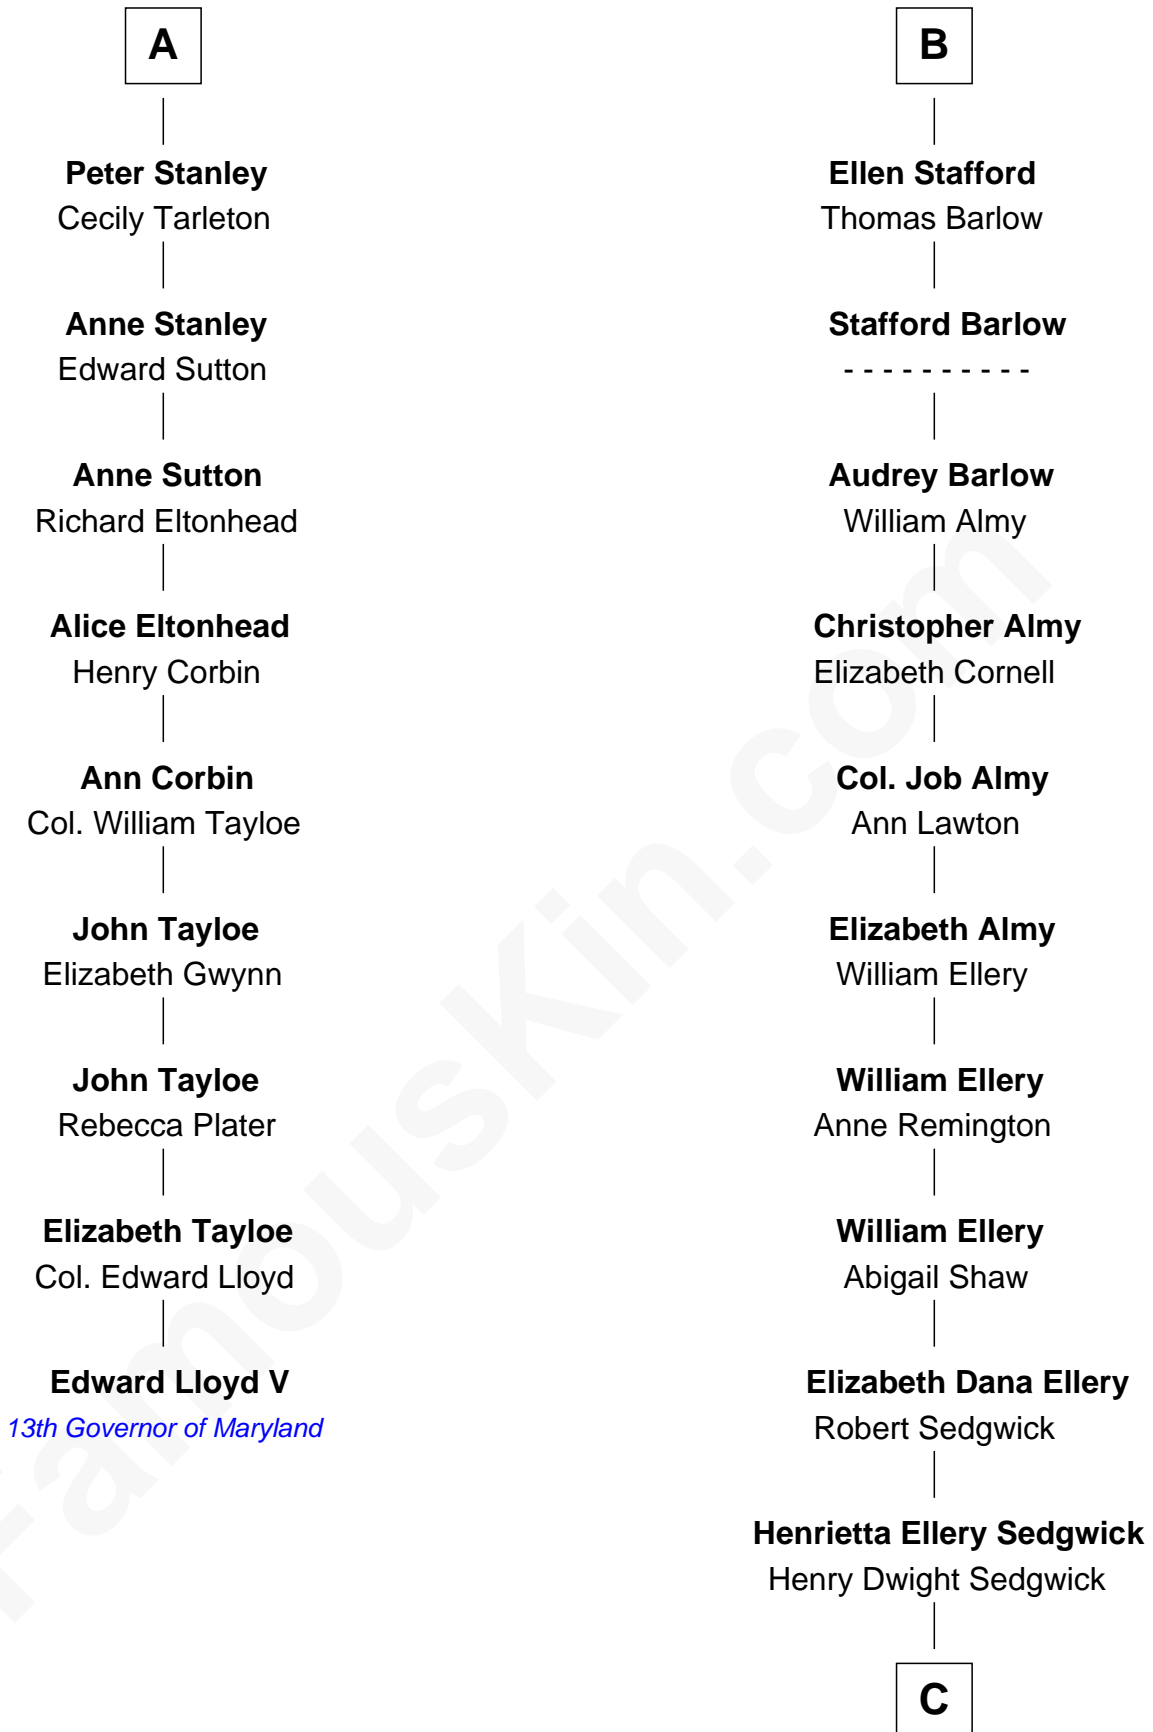 A
Peter Stanley
Cecily Tarleton
Anne Stanley
Edward Sutton
Anne Sutton
Richard Eltonhead
Alice Eltonhead
Henry Corbin
Ann Corbin
Col. William Tayloe
John Tayloe
Elizabeth Gwynn
John Tayloe
Rebecca Plater
Elizabeth Tayloe
Col. Edward Lloyd
Edward Lloyd V
13th Governor of Maryland
B
Ellen Stafford
Thomas Barlow
Stafford Barlow
- - - - - - - - - -
Audrey Barlow
William Almy
Christopher Almy
Elizabeth Cornell
Col. Job Almy
Ann Lawton
Elizabeth Almy
William Ellery
William Ellery
Anne Remington
William Ellery
Abigail Shaw
Elizabeth Dana Ellery
Robert Sedgwick
Henrietta Ellery Sedgwick
Henry Dwight Sedgwick
C
FamousKin.com